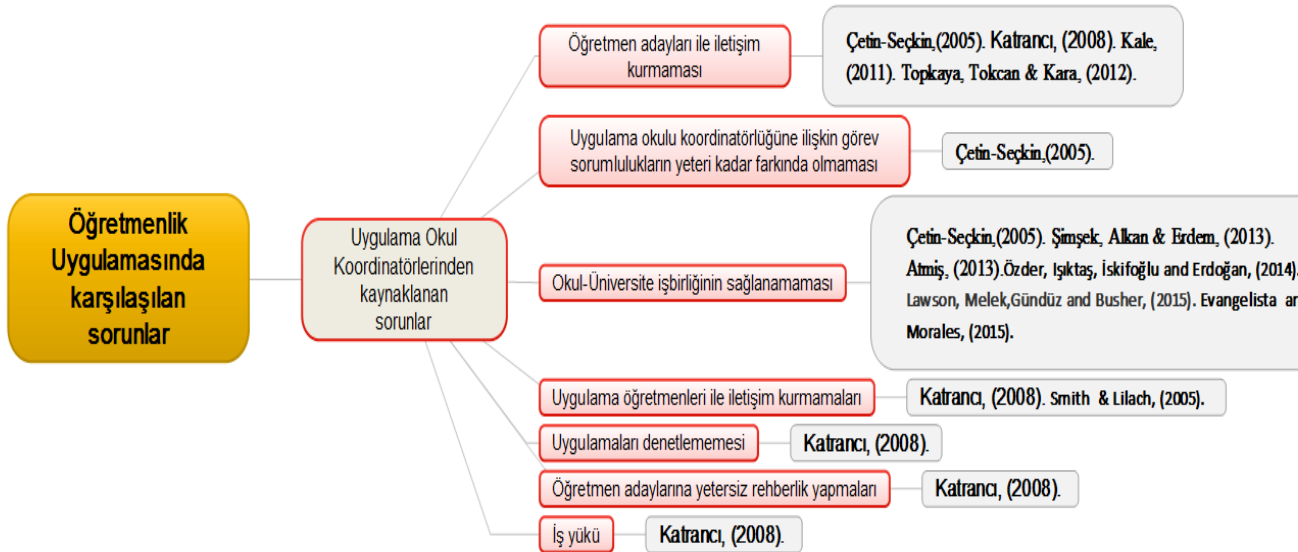 Öğretmenlik
Uygulamasında
karşılaşılan
sorunlar
Uygulama Okul
Koordinatörlerinden
kaynaklanan
sorunlar
Öğretmen adayları ile iletişim
kurmaması
Çetin-Seçkin,(2005). Katrancı, (2008). Kale,
(2011). Topkaya, Tokcan & Kara, (2012).
Uygulama okulu koordinatörlüğüne ilişkin görev
sorumlulukların yeteri kadar farkında olmaması
Çetin-Seçkin,(2005).
Okul-Üniversite işbirliğinin sağlanamaması
Çetin-Seçkin,(2005). Şimşek, Alkan & Erdem, (2013).
Atmiş, (2013).Özder, Işıktaş, İskifoğlu and Erdoğan, (2014).
Lawson, Melek,Gündüz and Busher, (2015). Evangelista an
Morales, (2015).
Uygulama öğretmenleri ile iletişim kurmamaları
Katrancı, (2008). Smith & Lilach, (2005).
Uygulamaları denetlememesi
Katrancı, (2008).
Öğretmen adaylarına yetersiz rehberlik yapmaları
Katrancı, (2008).
İş yükü
Katrancı, (2008).